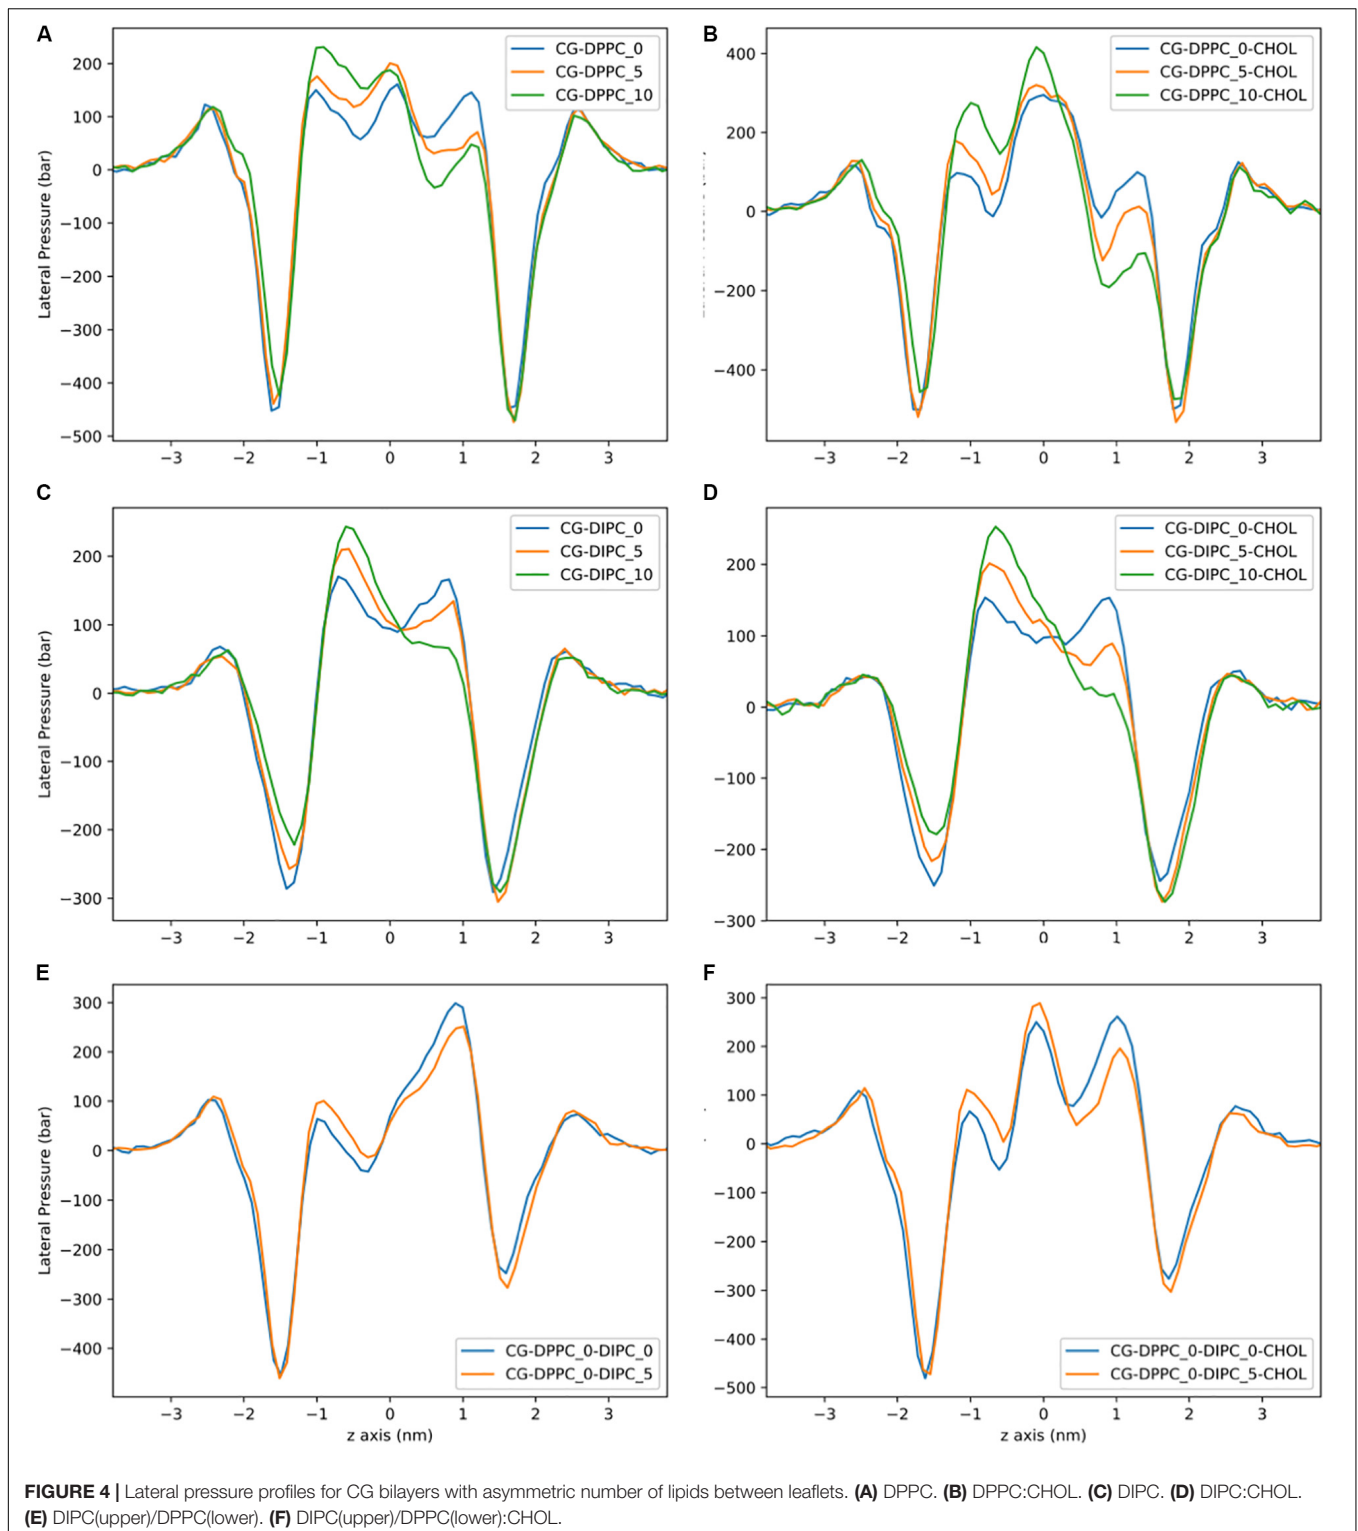 A
B
CG-DPPC_0
CG-DPPC_5
CG-DPPC_10
200
100
0
−100
−200
−300
−400
−500
Lateral Pressure (bar)
−3 −2 −1 0 1 2 3
CG-DPPC_0-CHOL
CG-DPPC_5-CHOL
CG-DPPC_10-CHOL
400
200
0
−200
−400
−3 −2 −1 0 1 2 3
C
D
CG-DIPC_0
CG-DIPC_5
CG-DIPC_10
200
100
0
−100
−200
−300
Lateral Pressure (bar)
−3 −2 −1 0 1 2 3
CG-DIPC_0-CHOL
CG-DIPC_5-CHOL
CG-DIPC_10-CHOL
200
100
0
−100
−200
−300
−3 −2 −1 0 1 2 3
E
F
300
200
100
0
−100
−200
−300
−400
Lateral Pressure (bar)
CG-DPPC_0-DIPC_0
CG-DPPC_0-DIPC_5
−3 −2 −1 0 1 2 3
z axis (nm)
300
200
100
0
−100
−200
−300
−400
−500
CG-DPPC_0-DIPC_0-CHOL
CG-DPPC_0-DIPC_5-CHOL
−3 −2 −1 0 1 2 3
z axis (nm)
FIGURE 4 | Lateral pressure profiles for CG bilayers with asymmetric number of lipids between leaflets. (A) DPPC. (B) DPPC:CHOL. (C) DIPC. (D) DIPC:CHOL.
(E) DIPC(upper)/DPPC(lower). (F) DIPC(upper)/DPPC(lower):CHOL.